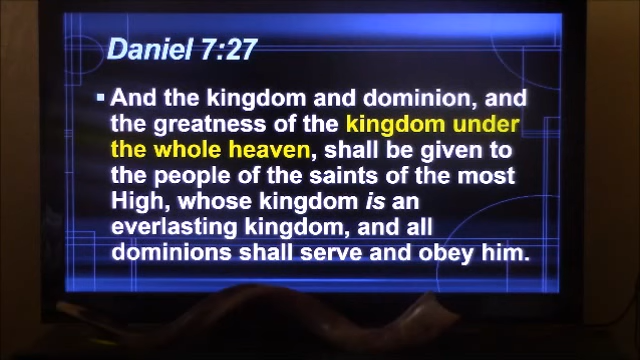 Daniel 7:27
▪ And the kingdom and dominion, and
the greatness of the kingdom under
the whole heaven, shall be given to
the people of the saints of the most
High, whose kingdom is an
everlasting kingdom, and all
dominions shall serve and obey him.